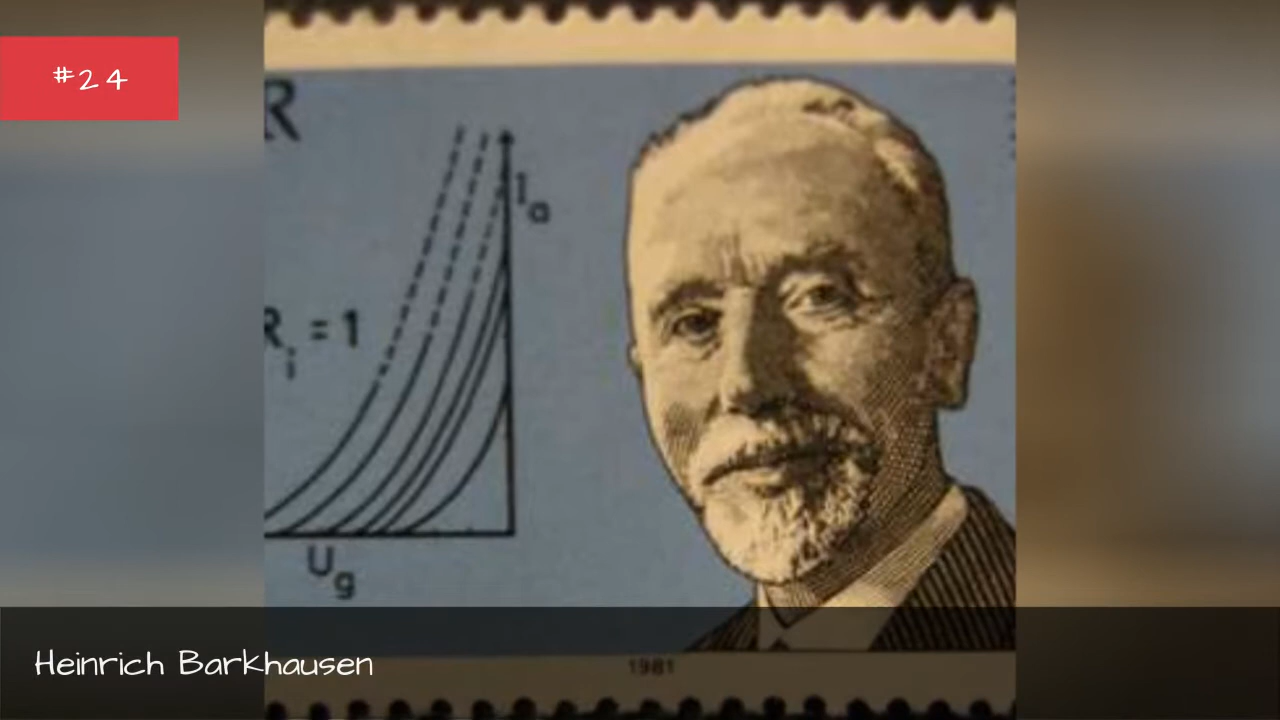 #24
R
Ia
Ri = 1
Ug
1981
Heinrich Barkhausen